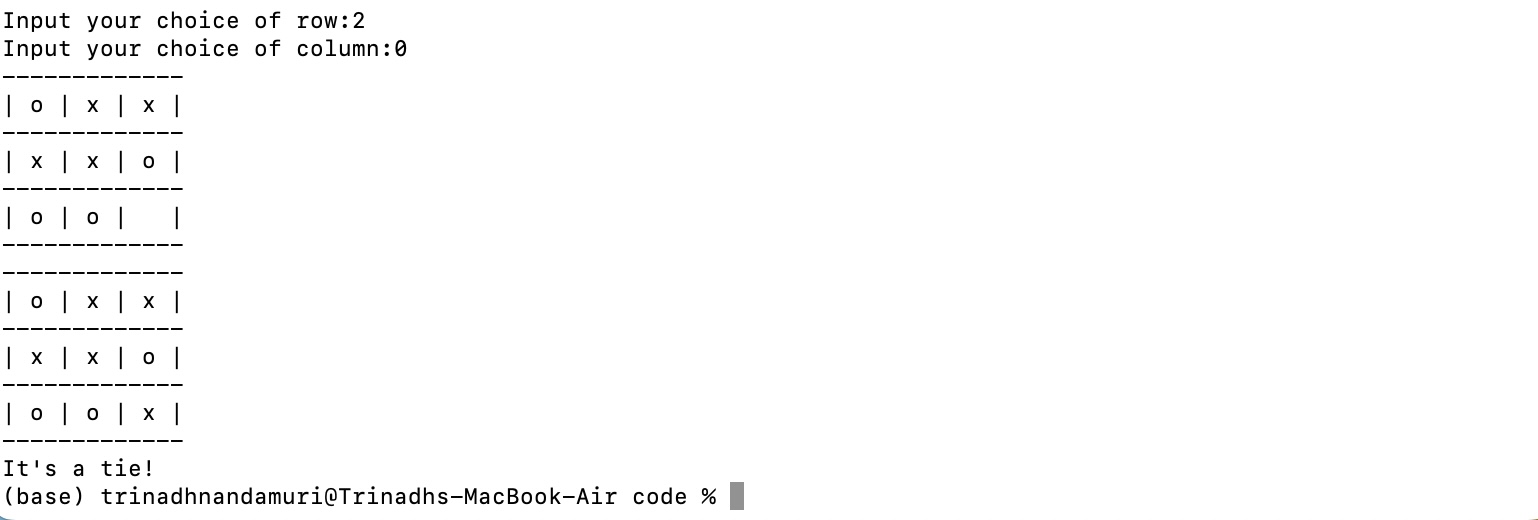 Input your choice of row:2
Input your choice of column:0
-------------
| o | x | x |
-------------
| x | x | o |
-------------
| o | o |   |
-------------
-------------
| o | x | x |
-------------
| x | x | o |
-------------
| o | o | x |
-------------
It's a tie!
(base) trinadhnandamuri@Trinadhs-MacBook-Air code %